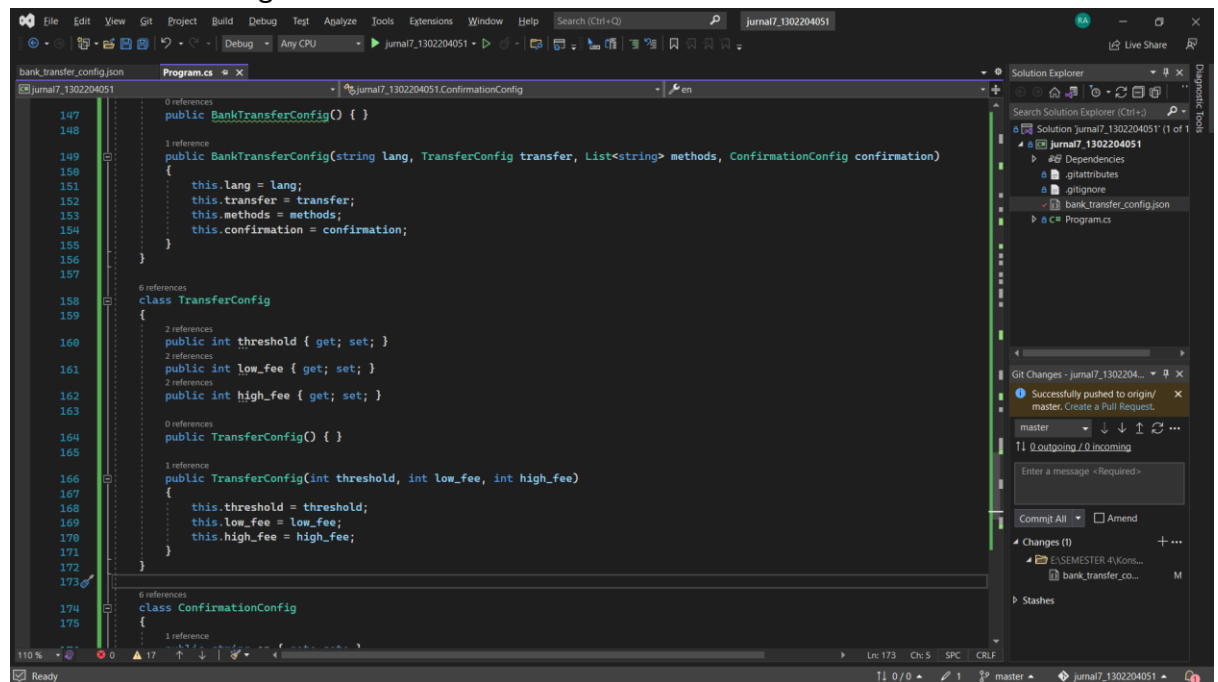 File Edit View Git Project Build Debug Test Analyze Tools Extensions Window Help Search (Ctrl+Q) jurnal7_1302204051 RA
Debug Any CPU jurnal7_1302204051 Live Share
bank_transfer_config.json Program.cs
jurnal7_1302204051 jurnal7_1302204051.ConfirmationConfig en
0 references
147 public BankTransferConfig() { }
148
1 reference
149 public BankTransferConfig(string lang, TransferConfig transfer, List<string> methods, ConfirmationConfig confirmation)
150 {
151 this.lang = lang;
152 this.transfer = transfer;
153 this.methods = methods;
154 this.confirmation = confirmation;
155 }
156 }
157
6 references
158 class TransferConfig
159 {
2 references
160 public int threshold { get; set; }
2 references
161 public int low_fee { get; set; }
2 references
162 public int high_fee { get; set; }
163
0 references
164 public TransferConfig() { }
165
1 reference
166 public TransferConfig(int threshold, int low_fee, int high_fee)
167 {
168 this.threshold = threshold;
169 this.low_fee = low_fee;
170 this.high_fee = high_fee;
171 }
172 }
173
6 references
174 class ConfirmationConfig
175 {
1 reference
110 % 0 17 Ln: 173 Ch: 5 SPC CRLF
Solution Explorer
Search Solution Explorer (Ctrl+;)
Solution 'jurnal7_1302204051' (1 of 1
jurnal7_1302204051
Dependencies
.gitattributes
.gitignore
bank_transfer_config.json
C# Program.cs
Git Changes - jurnal7_1302204...
Successfully pushed to origin/
master. Create a Pull Request.
master
0 outgoing / 0 incoming
Enter a message <Required>
Commit All Amend
Changes (1)
E:\SEMESTER 4\Kons...
bank_transfer_co... M
Stashes
Diagnostic Tools
Ready 0 / 0 1 master jurnal7_1302204051 1